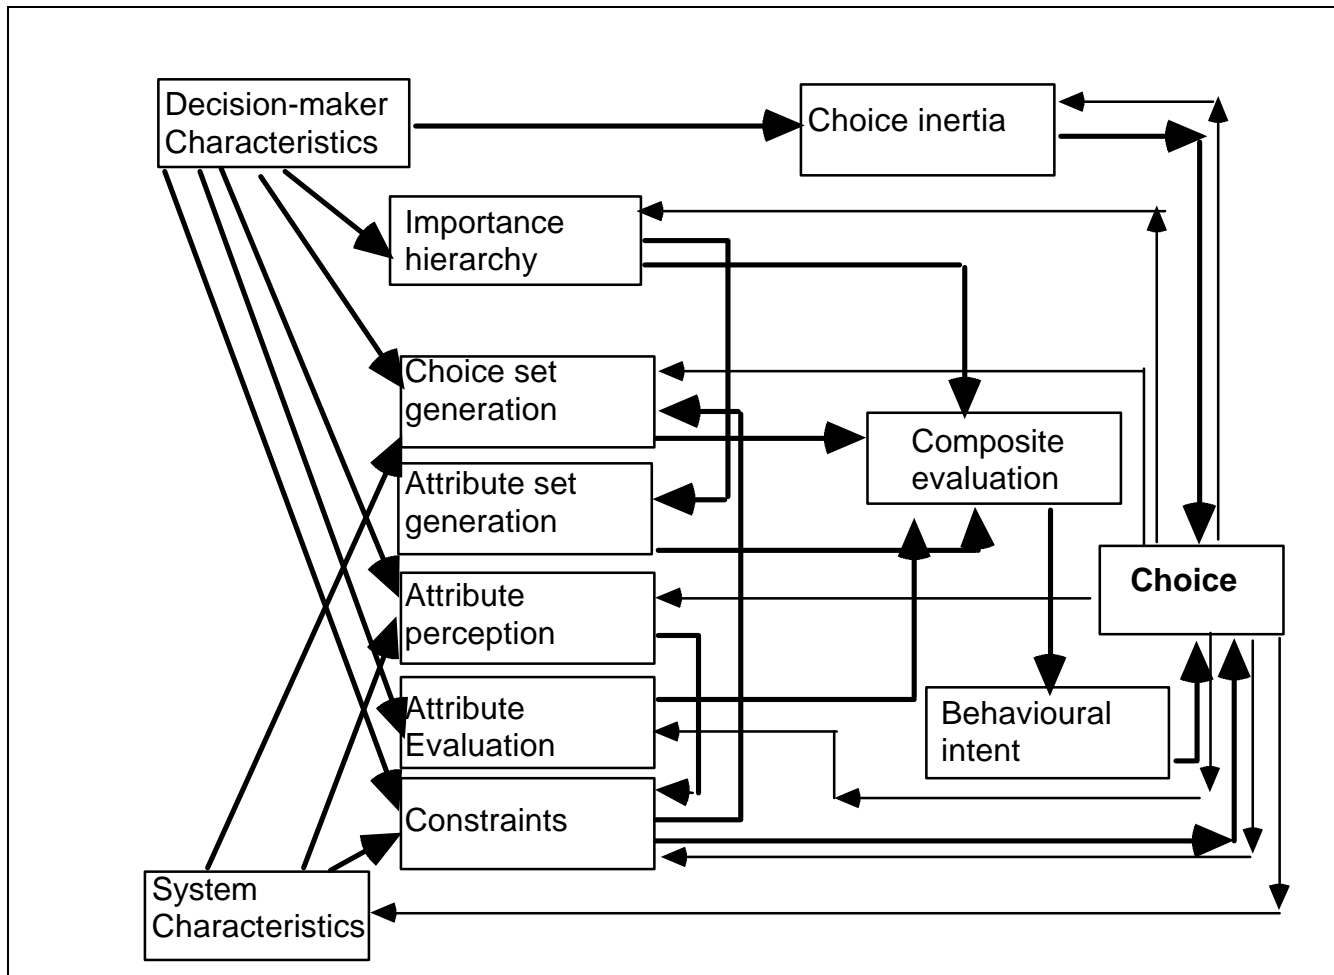 Decision-maker
Characteristics
Choice inertia
Importance
hierarchy
Choice set
generation
Composite
evaluation
Attribute set
generation
Choice
Attribute
perception
Attribute
Evaluation
Behavioural
intent
Constraints
System
Characteristics